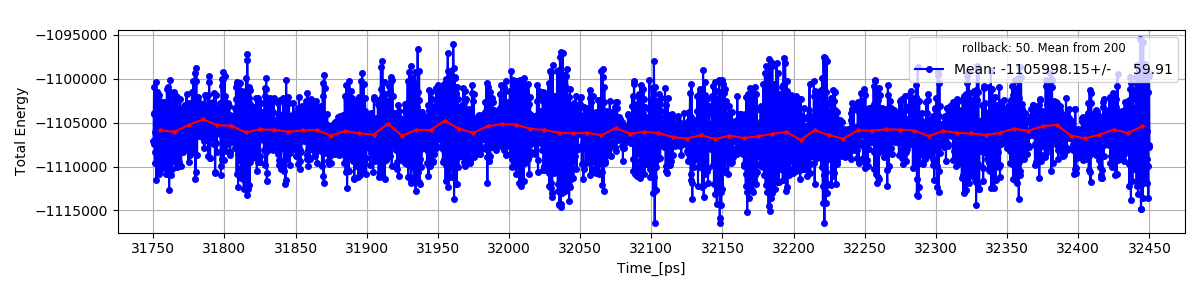 rollback: 50. Mean from 200
Mean: -1105998.15+/- 59.91
Total Energy
−1095000
−1100000
−1105000
−1110000
−1115000
31750 31800 31850 31900 31950 32000 32050 32100 32150 32200 32250 32300 32350 32400 32450
Time_[ps]